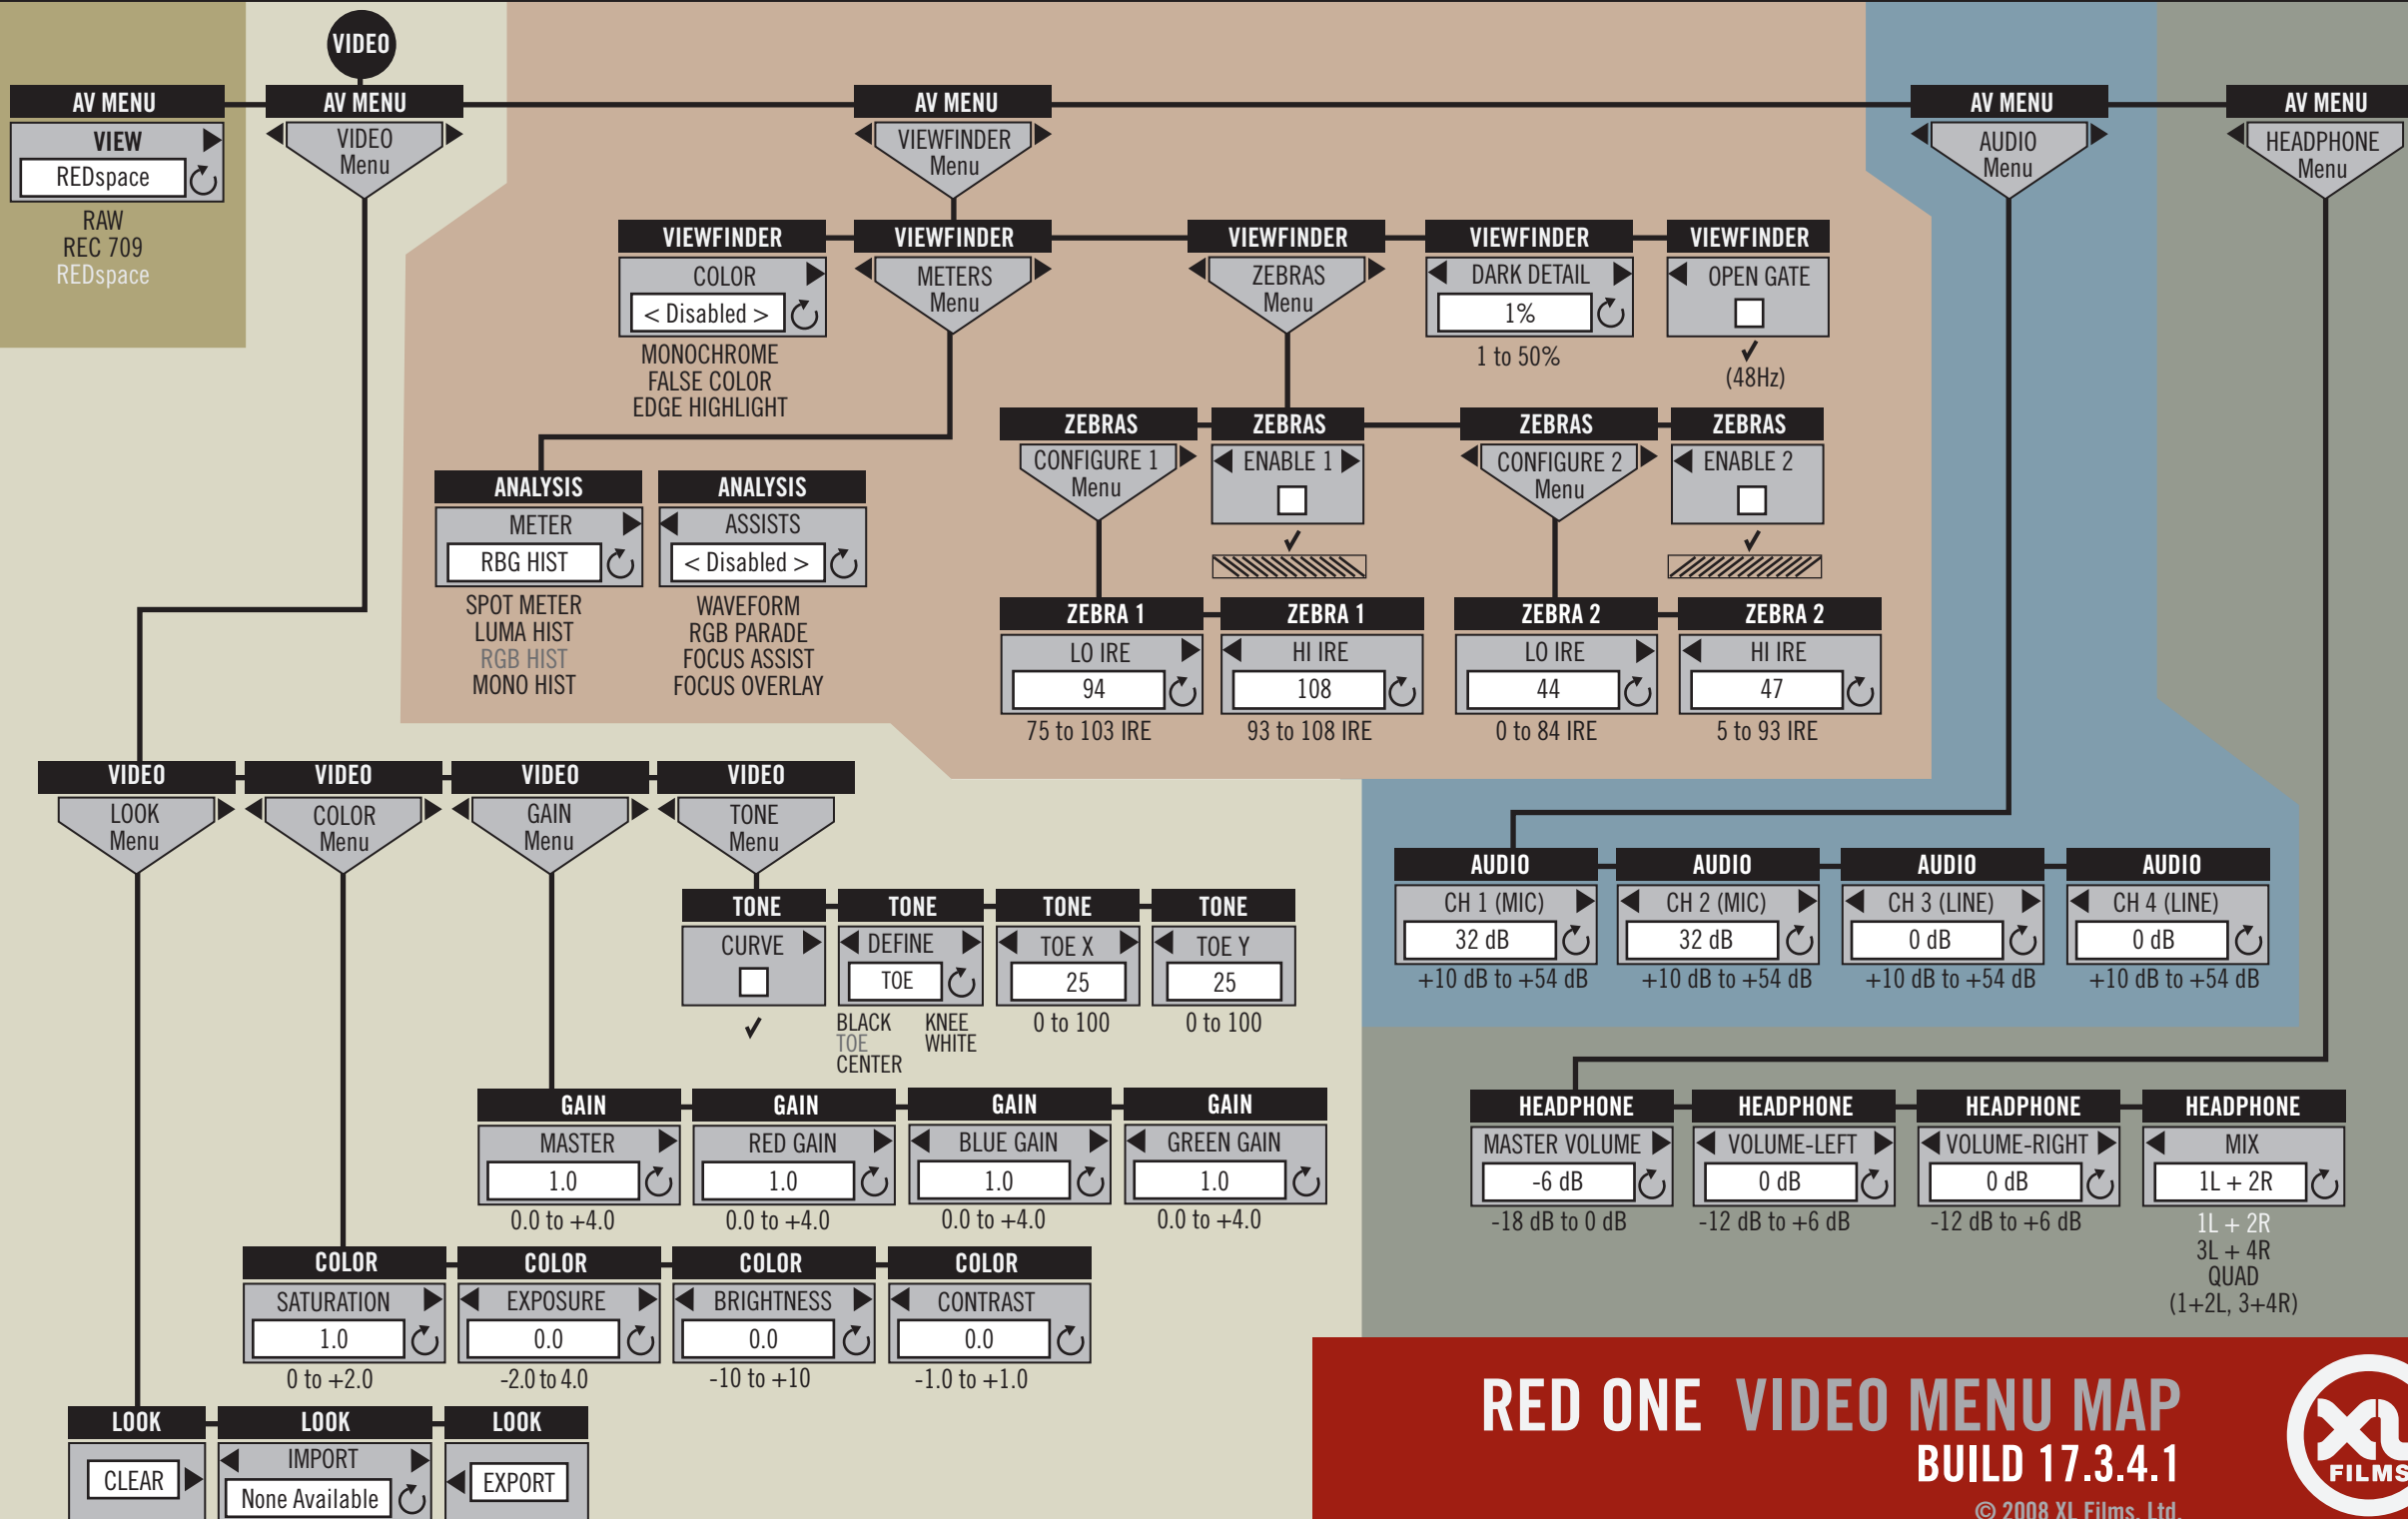 VIDEO
AV MENU
VIEW
REDspace
RAW
REC 709
REDspace
AV MENU
VIDEO
Menu
AV MENU
VIEWFINDER
Menu
AV MENU
AUDIO
Menu
AV MENU
HEADPHONE
Menu
VIEWFINDER
COLOR
< Disabled >
MONOCHROME
FALSE COLOR
EDGE HIGHLIGHT
VIEWFINDER
METERS
Menu
VIEWFINDER
ZEBRAS
Menu
VIEWFINDER
DARK DETAIL
1%
1 to 50%
VIEWFINDER
OPEN GATE
(48Hz)
ZEBRAS
CONFIGURE 1
Menu
ZEBRAS
ENABLE 1
ZEBRAS
CONFIGURE 2
Menu
ZEBRAS
ENABLE 2
ANALYSIS
METER
RBG HIST
SPOT METER
LUMA HIST
RGB HIST
MONO HIST
ANALYSIS
ASSISTS
< Disabled >
WAVEFORM
RGB PARADE
FOCUS ASSIST
FOCUS OVERLAY
ZEBRA 1
LO IRE
94
75 to 103 IRE
ZEBRA 1
HI IRE
108
93 to 108 IRE
ZEBRA 2
LO IRE
44
0 to 84 IRE
ZEBRA 2
HI IRE
47
5 to 93 IRE
VIDEO
LOOK
Menu
VIDEO
COLOR
Menu
VIDEO
GAIN
Menu
VIDEO
TONE
Menu
AUDIO
CH 1 (MIC)
32 dB
+10 dB to +54 dB
AUDIO
CH 2 (MIC)
32 dB
+10 dB to +54 dB
AUDIO
CH 3 (LINE)
0 dB
+10 dB to +54 dB
AUDIO
CH 4 (LINE)
0 dB
+10 dB to +54 dB
TONE
CURVE
TONE
DEFINE
TOE
BLACK
TOE
CENTER
KNEE
WHITE
TONE
TOE X
25
0 to 100
TONE
TOE Y
25
0 to 100
GAIN
MASTER
1.0
0.0 to +4.0
GAIN
RED GAIN
1.0
0.0 to +4.0
GAIN
BLUE GAIN
1.0
0.0 to +4.0
GAIN
GREEN GAIN
1.0
0.0 to +4.0
HEADPHONE
MASTER VOLUME
-6 dB
-18 dB to 0 dB
HEADPHONE
VOLUME-LEFT
0 dB
-12 dB to +6 dB
HEADPHONE
VOLUME-RIGHT
0 dB
-12 dB to +6 dB
HEADPHONE
MIX
1L + 2R
1L + 2R
3L + 4R
QUAD
(1+2L, 3+4R)
COLOR
SATURATION
1.0
0 to +2.0
COLOR
EXPOSURE
0.0
-2.0 to 4.0
COLOR
BRIGHTNESS
0.0
-10 to +10
COLOR
CONTRAST
0.0
-1.0 to +1.0
LOOK
CLEAR
LOOK
IMPORT
None Available
LOOK
EXPORT
RED ONE VIDEO MENU MAP
BUILD 17.3.4.1
© 2008 XL Films, Ltd.
XL
FILMS